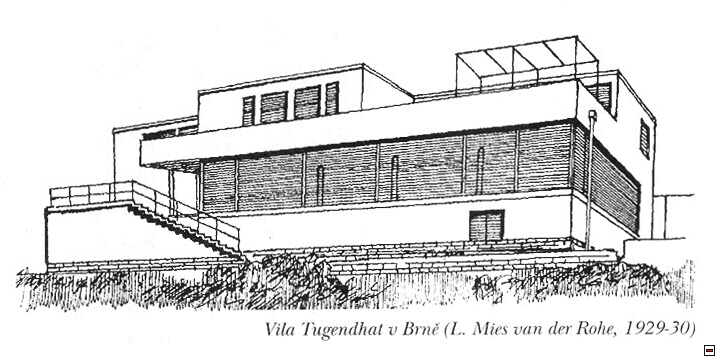 Vila Tugendhat v Brně (L. Mies van der Rohe, 1929-30)